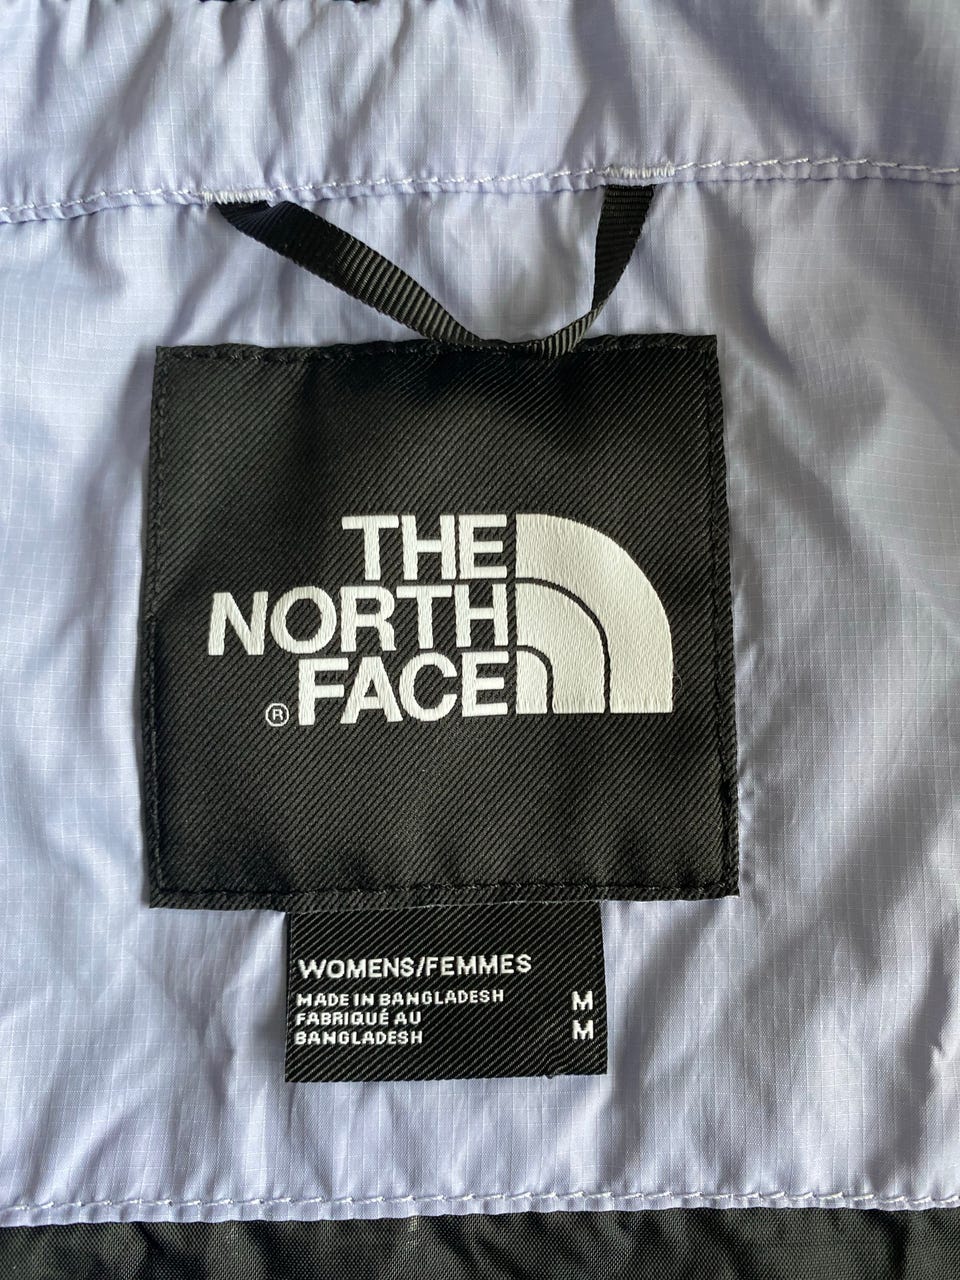 THE
NORTH
FACE
®
WOMENS/FEMMES
MADE IN BANGLADESH M
FABRIQUÉ AU
BANGLADESH M